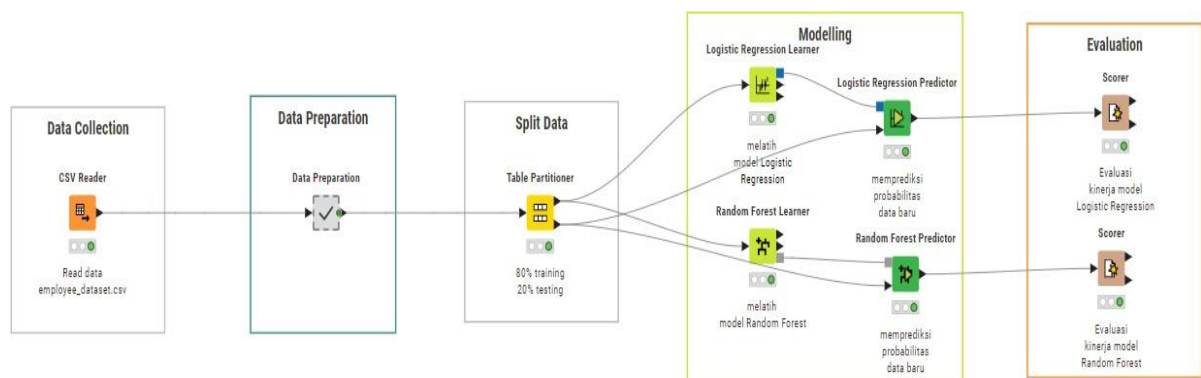 Data Collection
CSV Reader
Read data
employee_dataset.csv
Data Preparation
Data Preparation
Split Data
Table Partitioner
80% training
20% testing
Modelling
Logistic Regression Learner
melatih
model Logistic
Regression
Logistic Regression Predictor
memprediksi
probabilitas
data baru
Random Forest Learner
melatih
model Random Forest
Random Forest Predictor
memprediksi
probabilitas
data baru
Evaluation
Scorer
Evaluasi
kinerja model
Logistic Regression
Scorer
Evaluasi
kinerja model
Random Forest